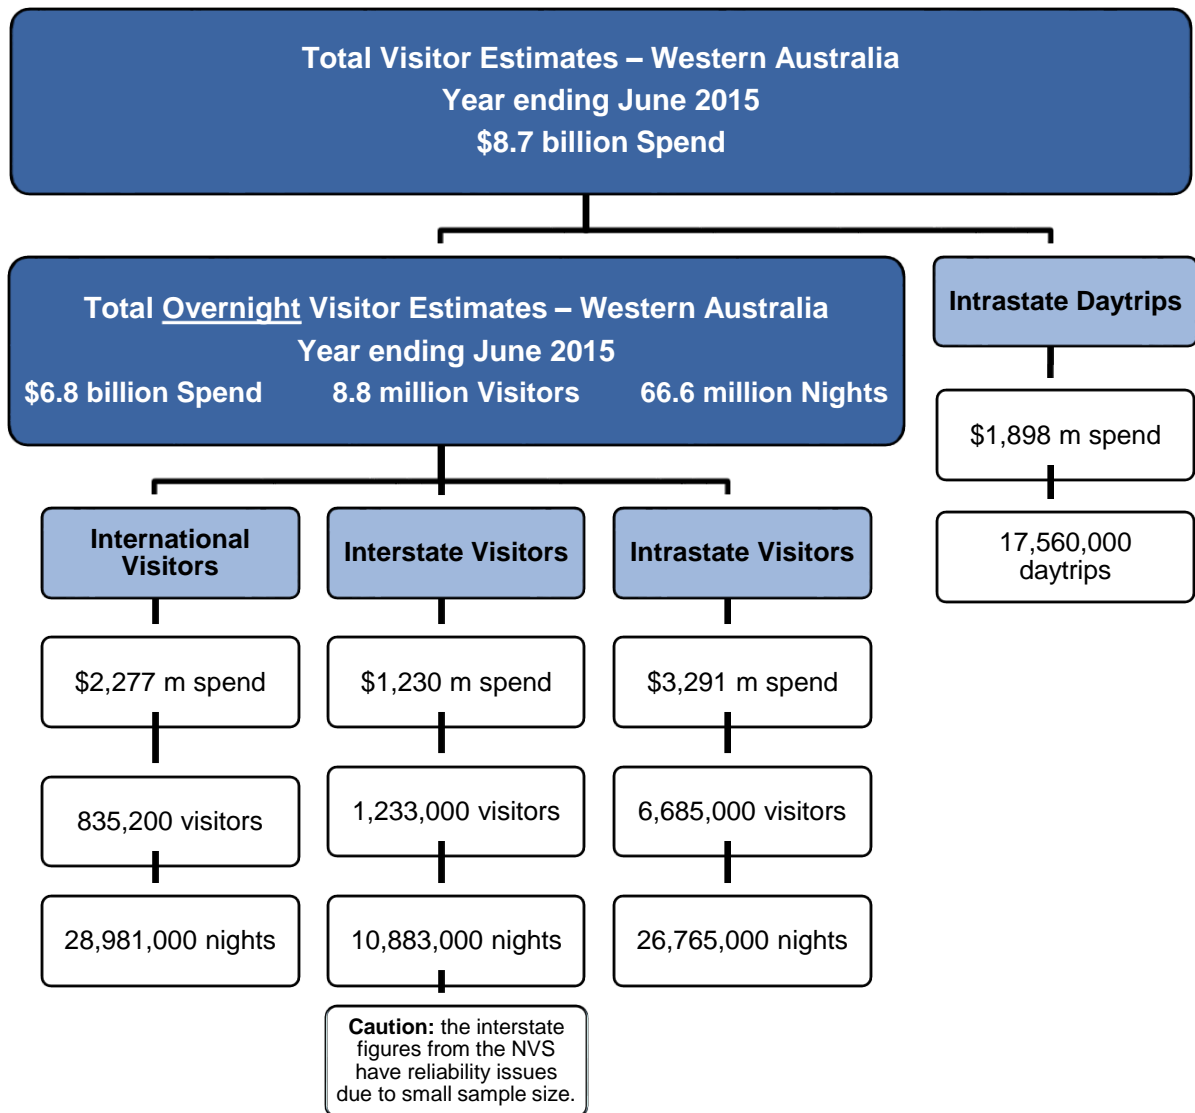 Total Visitor Estimates – Western Australia
Year ending June 2015
$8.7 billion Spend
Total Overnight Visitor Estimates – Western Australia
Year ending June 2015
$6.8 billion Spend 8.8 million Visitors 66.6 million Nights
Intrastate Daytrips
$1,898 m spend
17,560,000
daytrips
International
Visitors
$2,277 m spend
835,200 visitors
28,981,000 nights
Interstate Visitors
$1,230 m spend
1,233,000 visitors
10,883,000 nights
Caution: the interstate
figures from the NVS
have reliability issues
due to small sample size.
Intrastate Visitors
$3,291 m spend
6,685,000 visitors
26,765,000 nights